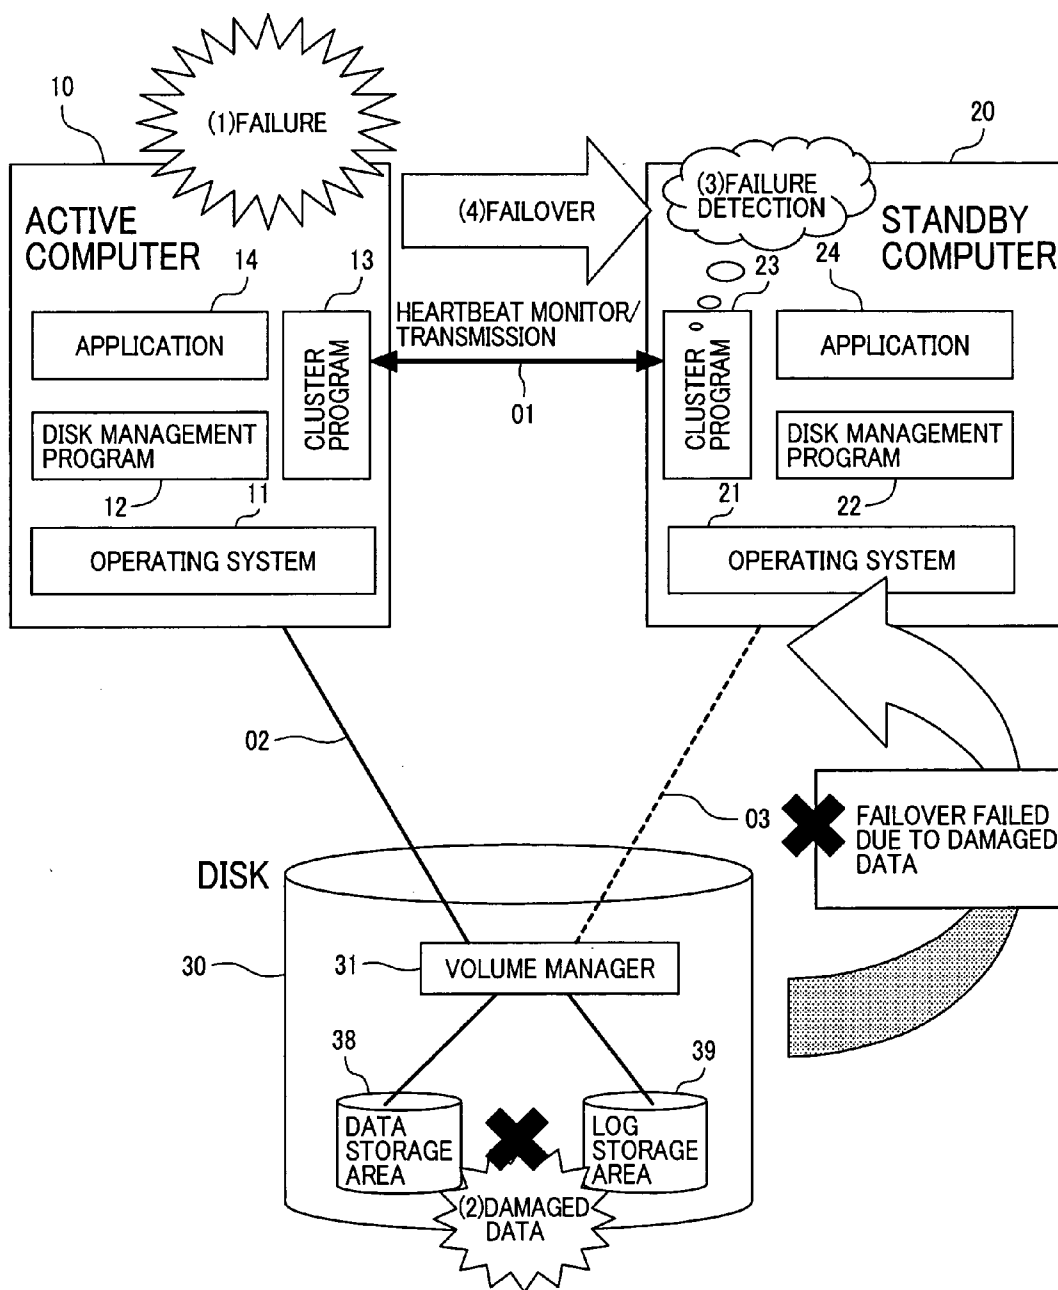 10
(1)FAILURE
20
(3)FAILURE
DETECTION
(4)FAILOVER
ACTIVE
COMPUTER
STANDBY
COMPUTER
14
13
23
24
HEARTBEAT MONITOR/
TRANSMISSION
APPLICATION
CLUSTER
PROGRAM
01
CLUSTER
PROGRAM
APPLICATION
DISK MANAGEMENT
PROGRAM
DISK MANAGEMENT
PROGRAM
12
11
21
22
OPERATING SYSTEM
OPERATING SYSTEM
02
03
FAILOVER FAILED
DUE TO DAMAGED
DATA
DISK
30
31
VOLUME MANAGER
38
39
DATA
STORAGE
AREA
LOG
STORAGE
AREA
(2)DAMAGED
DATA